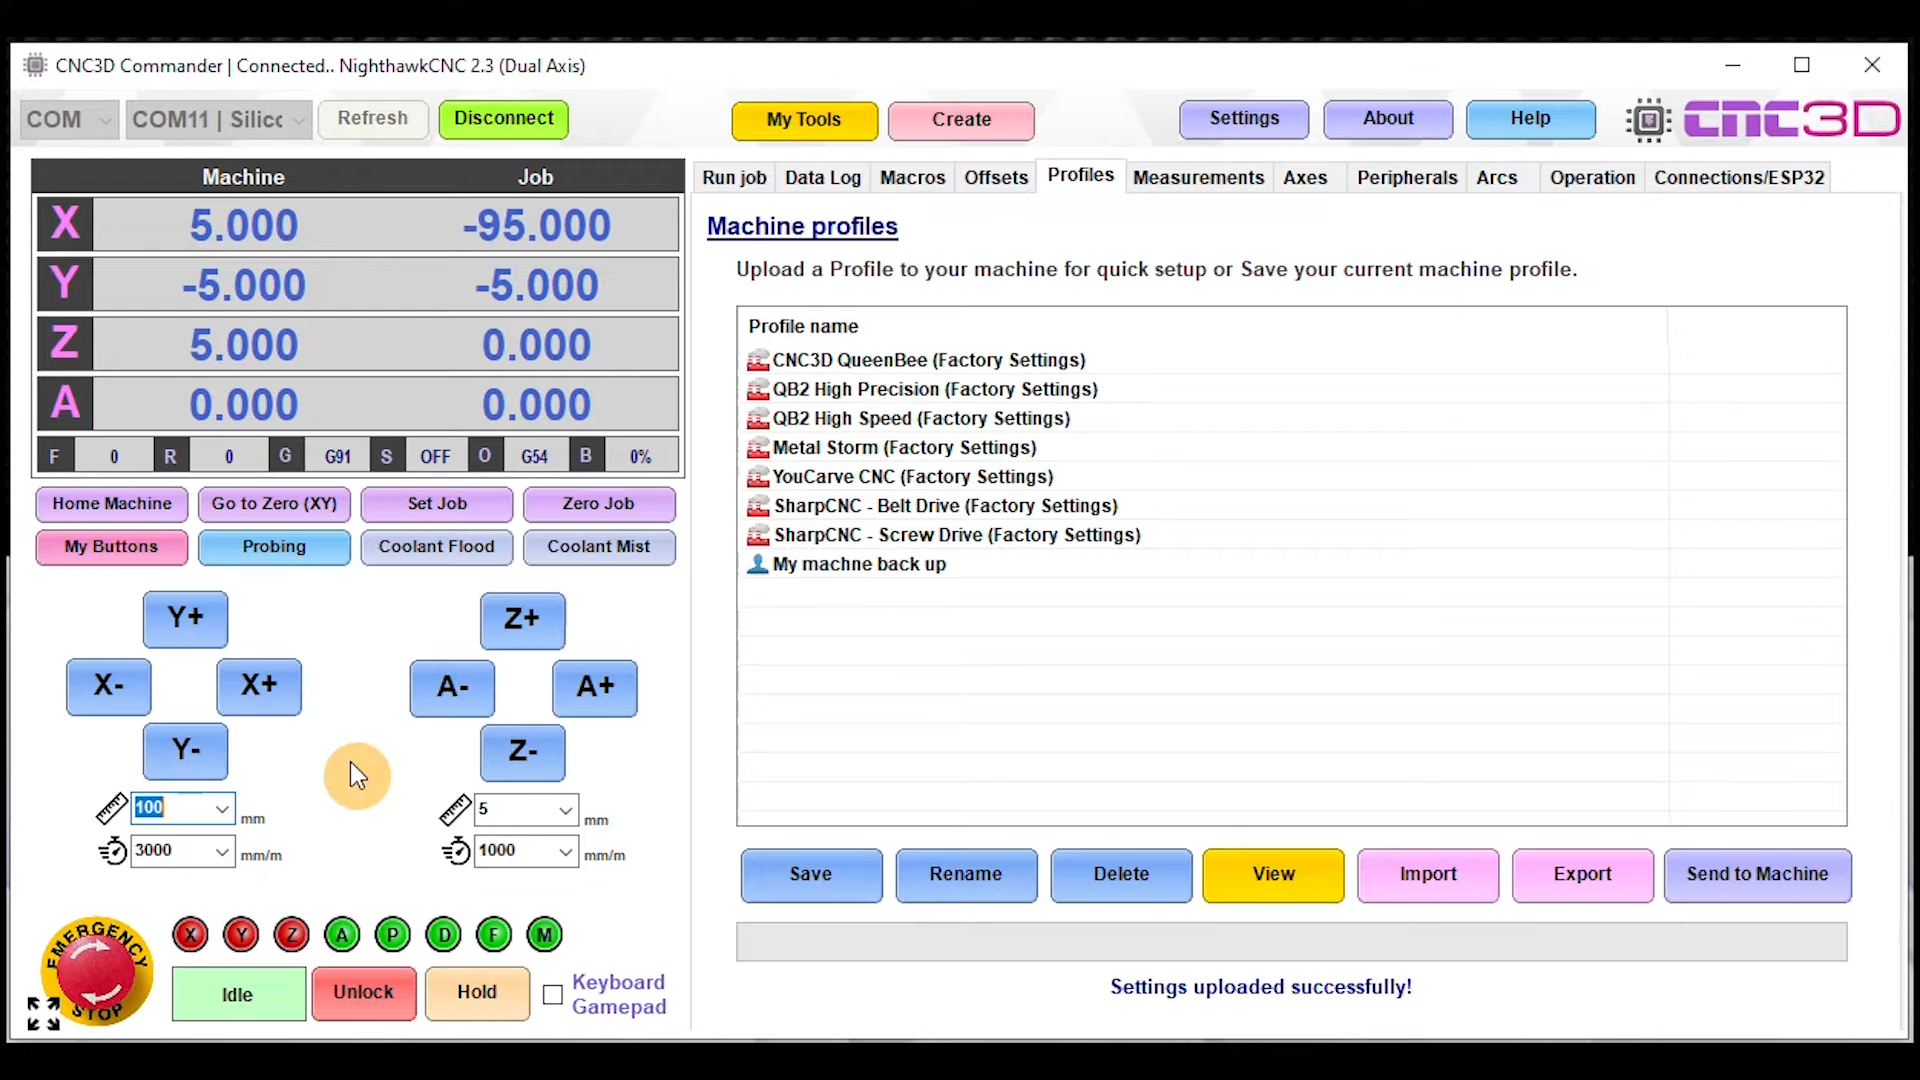 CNC3D Commander | Connected.. NighthawkCNC 2.3 (Dual Axis)
COM COM11 | Silicc Refresh Disconnect My Tools Create Settings About Help CNC3D
Machine Job
X 5.000 -95.000
Y -5.000 -5.000
Z 5.000 0.000
A 0.000 0.000
F 0 R 0 G G91 S OFF O G54 B 0%
Home Machine Go to Zero (XY) Set Job Zero Job
My Buttons Probing Coolant Flood Coolant Mist
Y+ Z+
X- X+ A- A+
Y- Z-
100 mm 5 mm
3000 mm/m 1000 mm/m
EMERGENCY STOP
X Y Z A P D F M
Idle Unlock Hold Keyboard
Gamepad
Run job Data Log Macros Offsets Profiles Measurements Axes Peripherals Arcs Operation Connections/ESP32
Machine profiles
Upload a Profile to your machine for quick setup or Save your current machine profile.
Profile name
CNC3D QueenBee (Factory Settings)
QB2 High Precision (Factory Settings)
QB2 High Speed (Factory Settings)
Metal Storm (Factory Settings)
YouCarve CNC (Factory Settings)
SharpCNC - Belt Drive (Factory Settings)
SharpCNC - Screw Drive (Factory Settings)
My machne back up
Save Rename Delete View Import Export Send to Machine
Settings uploaded successfully!